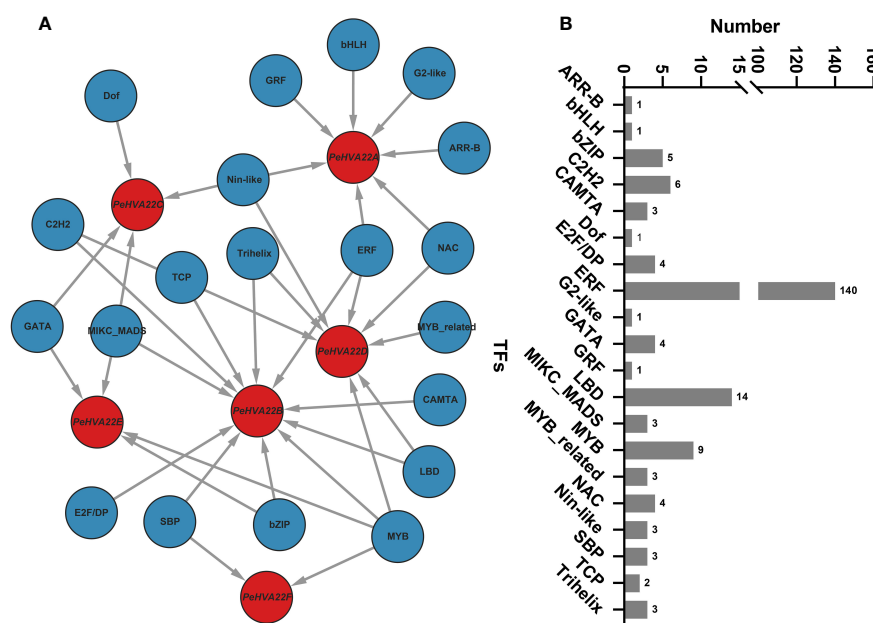 A
bHLH
GRF
G2-like
Dof
ARR-B
PeHVA22A
Nin-like
PeHVA22C
C2H2
Trihelix
ERF
NAC
TCP
GATA
MIKC_MADS
MYB_related
PeHVA22D
CAMTA
PeHVA22B
PeHVA22E
LBD
E2F/DP
SBP
bZIP
MYB
PeHVA22F
B
Number
0
5
10
15
100
120
140
160
TFs
ARR-B
1
bHLH
1
bZIP
5
C2H2
6
CAMTA
3
Dof
1
E2F/DP
4
ERF
140
G2-like
1
GATA
4
GRF
1
LBD
14
MIKC_MADS
3
MYB
9
MYB_related
3
NAC
4
Nin-like
3
SBP
3
TCP
2
Trihelix
3